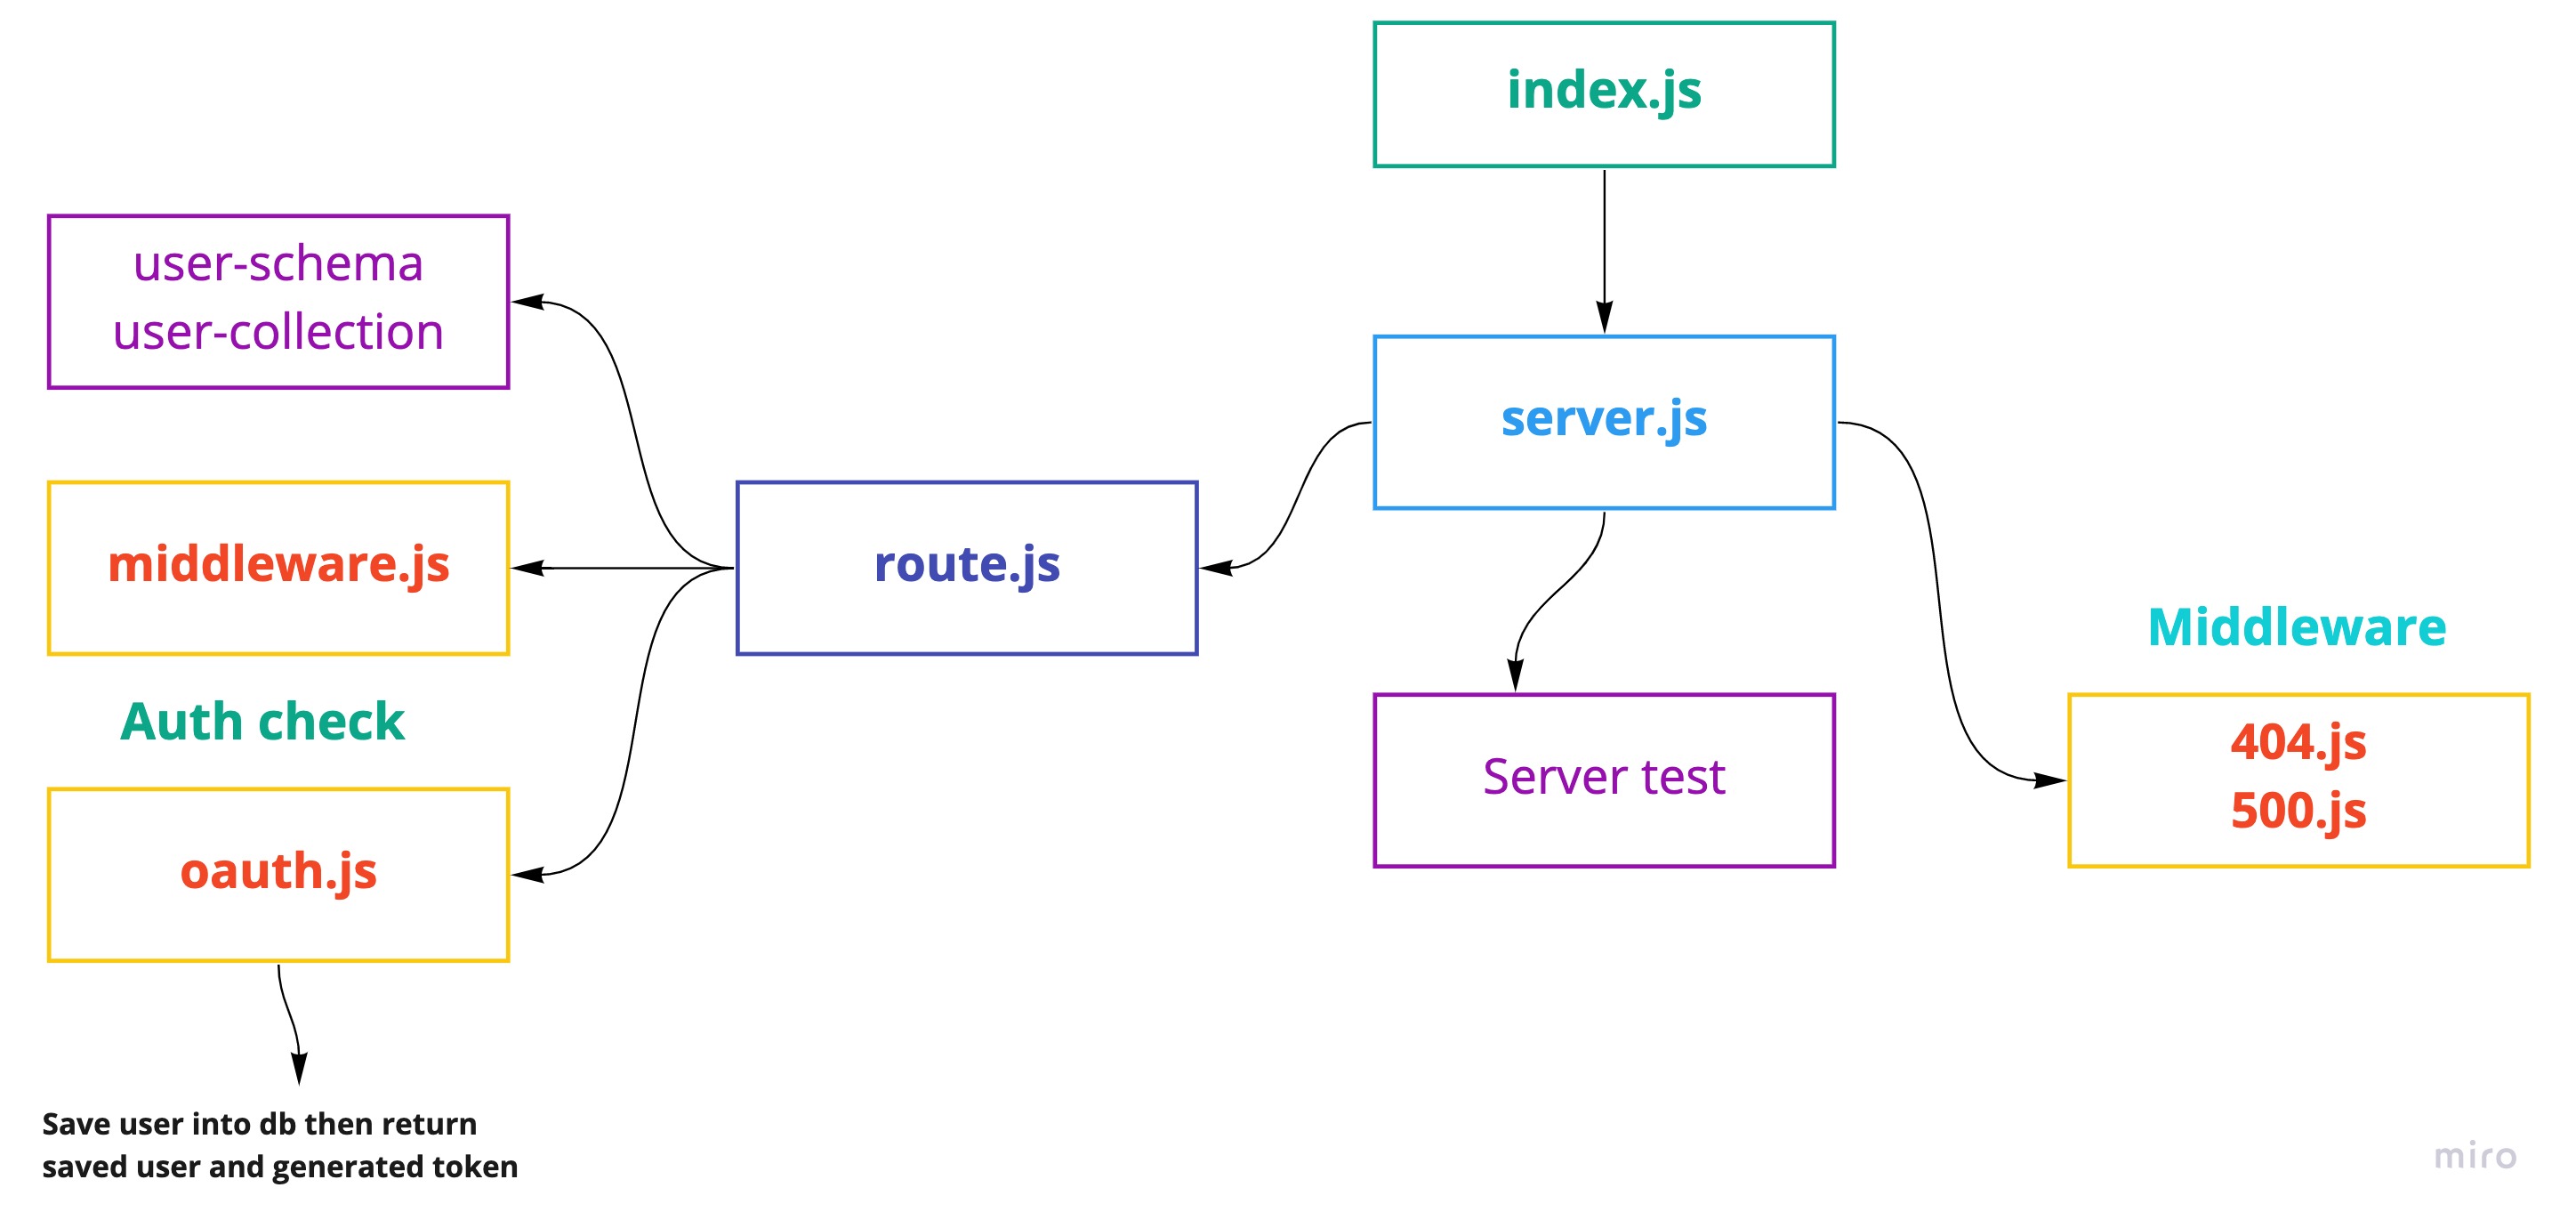 index.js
user-schema
user-collection
server.js
middleware.js
route.js
Middleware
Auth check
404.js
500.js
Server test
oauth.js
Save user into db then return
saved user and generated token
miro